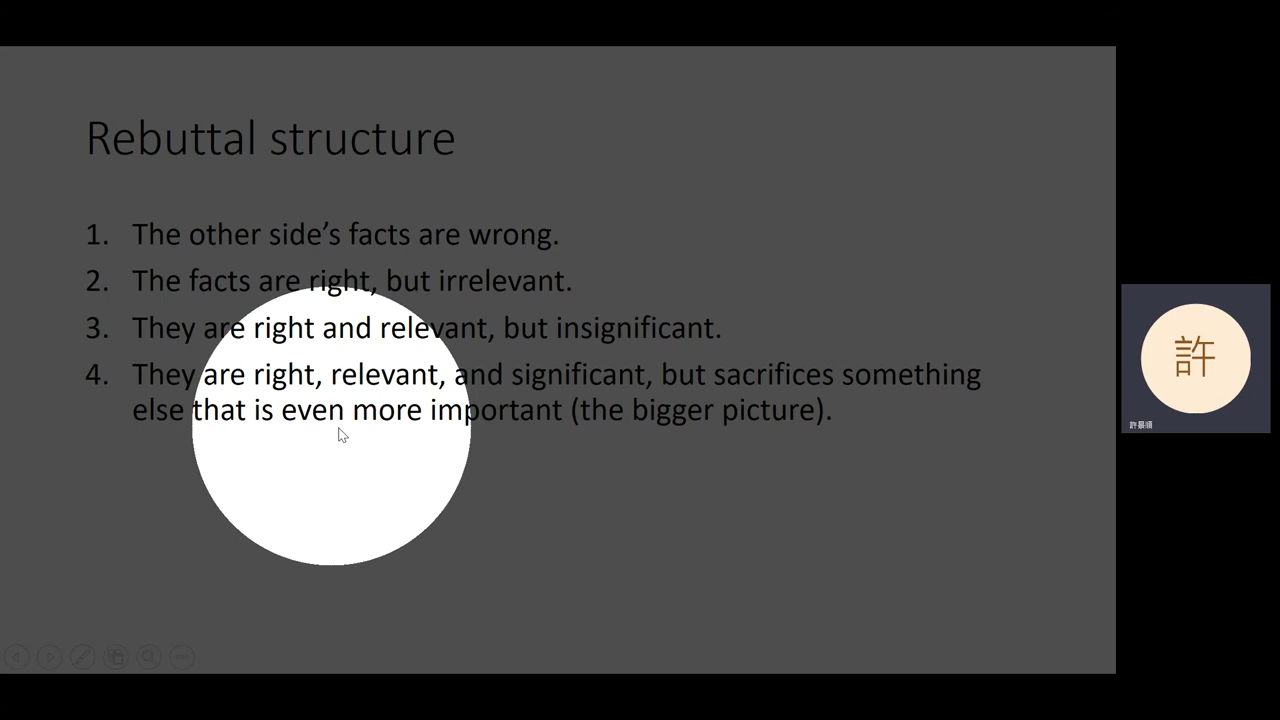 Rebuttal structure
1. The other side’s facts are wrong.
2. The facts are right, but irrelevant.
3. They are right and relevant, but insignificant.
4. They are right, relevant, and significant, but sacrifices something
else that is even more important (the bigger picture).
許
許景順